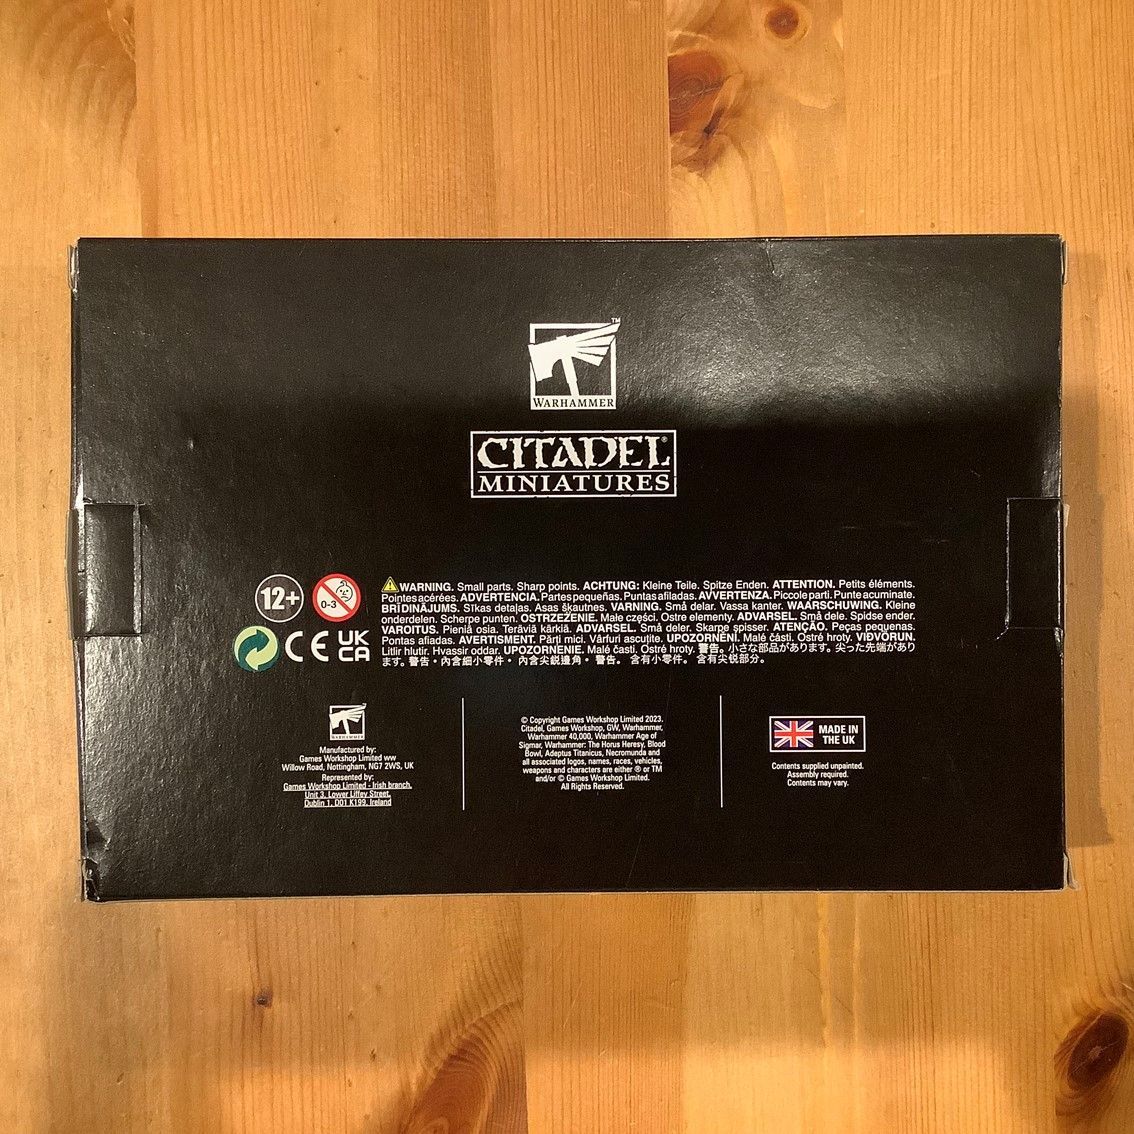 WARHAMMER™
CITADEL®
MINIATURES
12+
0-3
CE
UK
CA
WARNING. Small parts. Sharp points. ACHTUNG: Kleine Teile. Spitze Enden. ATTENTION. Petits éléments.
Pointes acérées. ADVERTENCIA. Partes pequeñas. Puntas afiladas. AVVERTENZA. Piccole parti. Punte acuminate.
BRĪDINĀJUMS. Sīkas detaļas. Asas šķautnes. VARNING. Små delar. Vassa kanter. WAARSCHUWING. Kleine
onderdelen. Scherpe punten. OSTRZEŻENIE. Małe części. Ostre elementy. ADVARSEL. Små dele. Spidse ender.
VAROITUS. Pieniä osia. Teräviä kärkiä. ADVARSEL. Små deler. Skarpe spisser. ATENÇÃO. Peças pequenas.
Pontas afiadas. AVERTISMENT. Părți mici. Vârfuri ascuțite. UPOZORNĚNÍ. Malé části. Ostré hroty. VIÐVÖRUN.
Litlir hlutir. Hvassir oddar. UPOZORNENIE. Malé časti. Ostré hroty. 警告。小さな部品があります。尖った先端があり
ます。警告・內含細小零件・內含尖銳邊角・警告。含有小零件。含有尖锐部分。
WARHAMMER
Manufactured by:
Games Workshop Limited ww
Willow Road, Nottingham, NG7 2WS, UK
Represented by:
Games Workshop Limited - Irish branch,
Unit 3, Lower Liffey Street,
Dublin 1, D01 K199, Ireland
© Copyright Games Workshop Limited 2023.
Citadel, Games Workshop, GW, Warhammer,
Warhammer 40,000, Warhammer Age of
Sigmar, Warhammer: The Horus Heresy, Blood
Bowl, Adeptus Titanicus, Necromunda and
all associated logos, names, races, vehicles,
weapons and characters are either ® or TM
and/or © Games Workshop Limited.
All Rights Reserved.
MADE IN
THE UK
Contents supplied unpainted.
Assembly required.
Contents may vary.